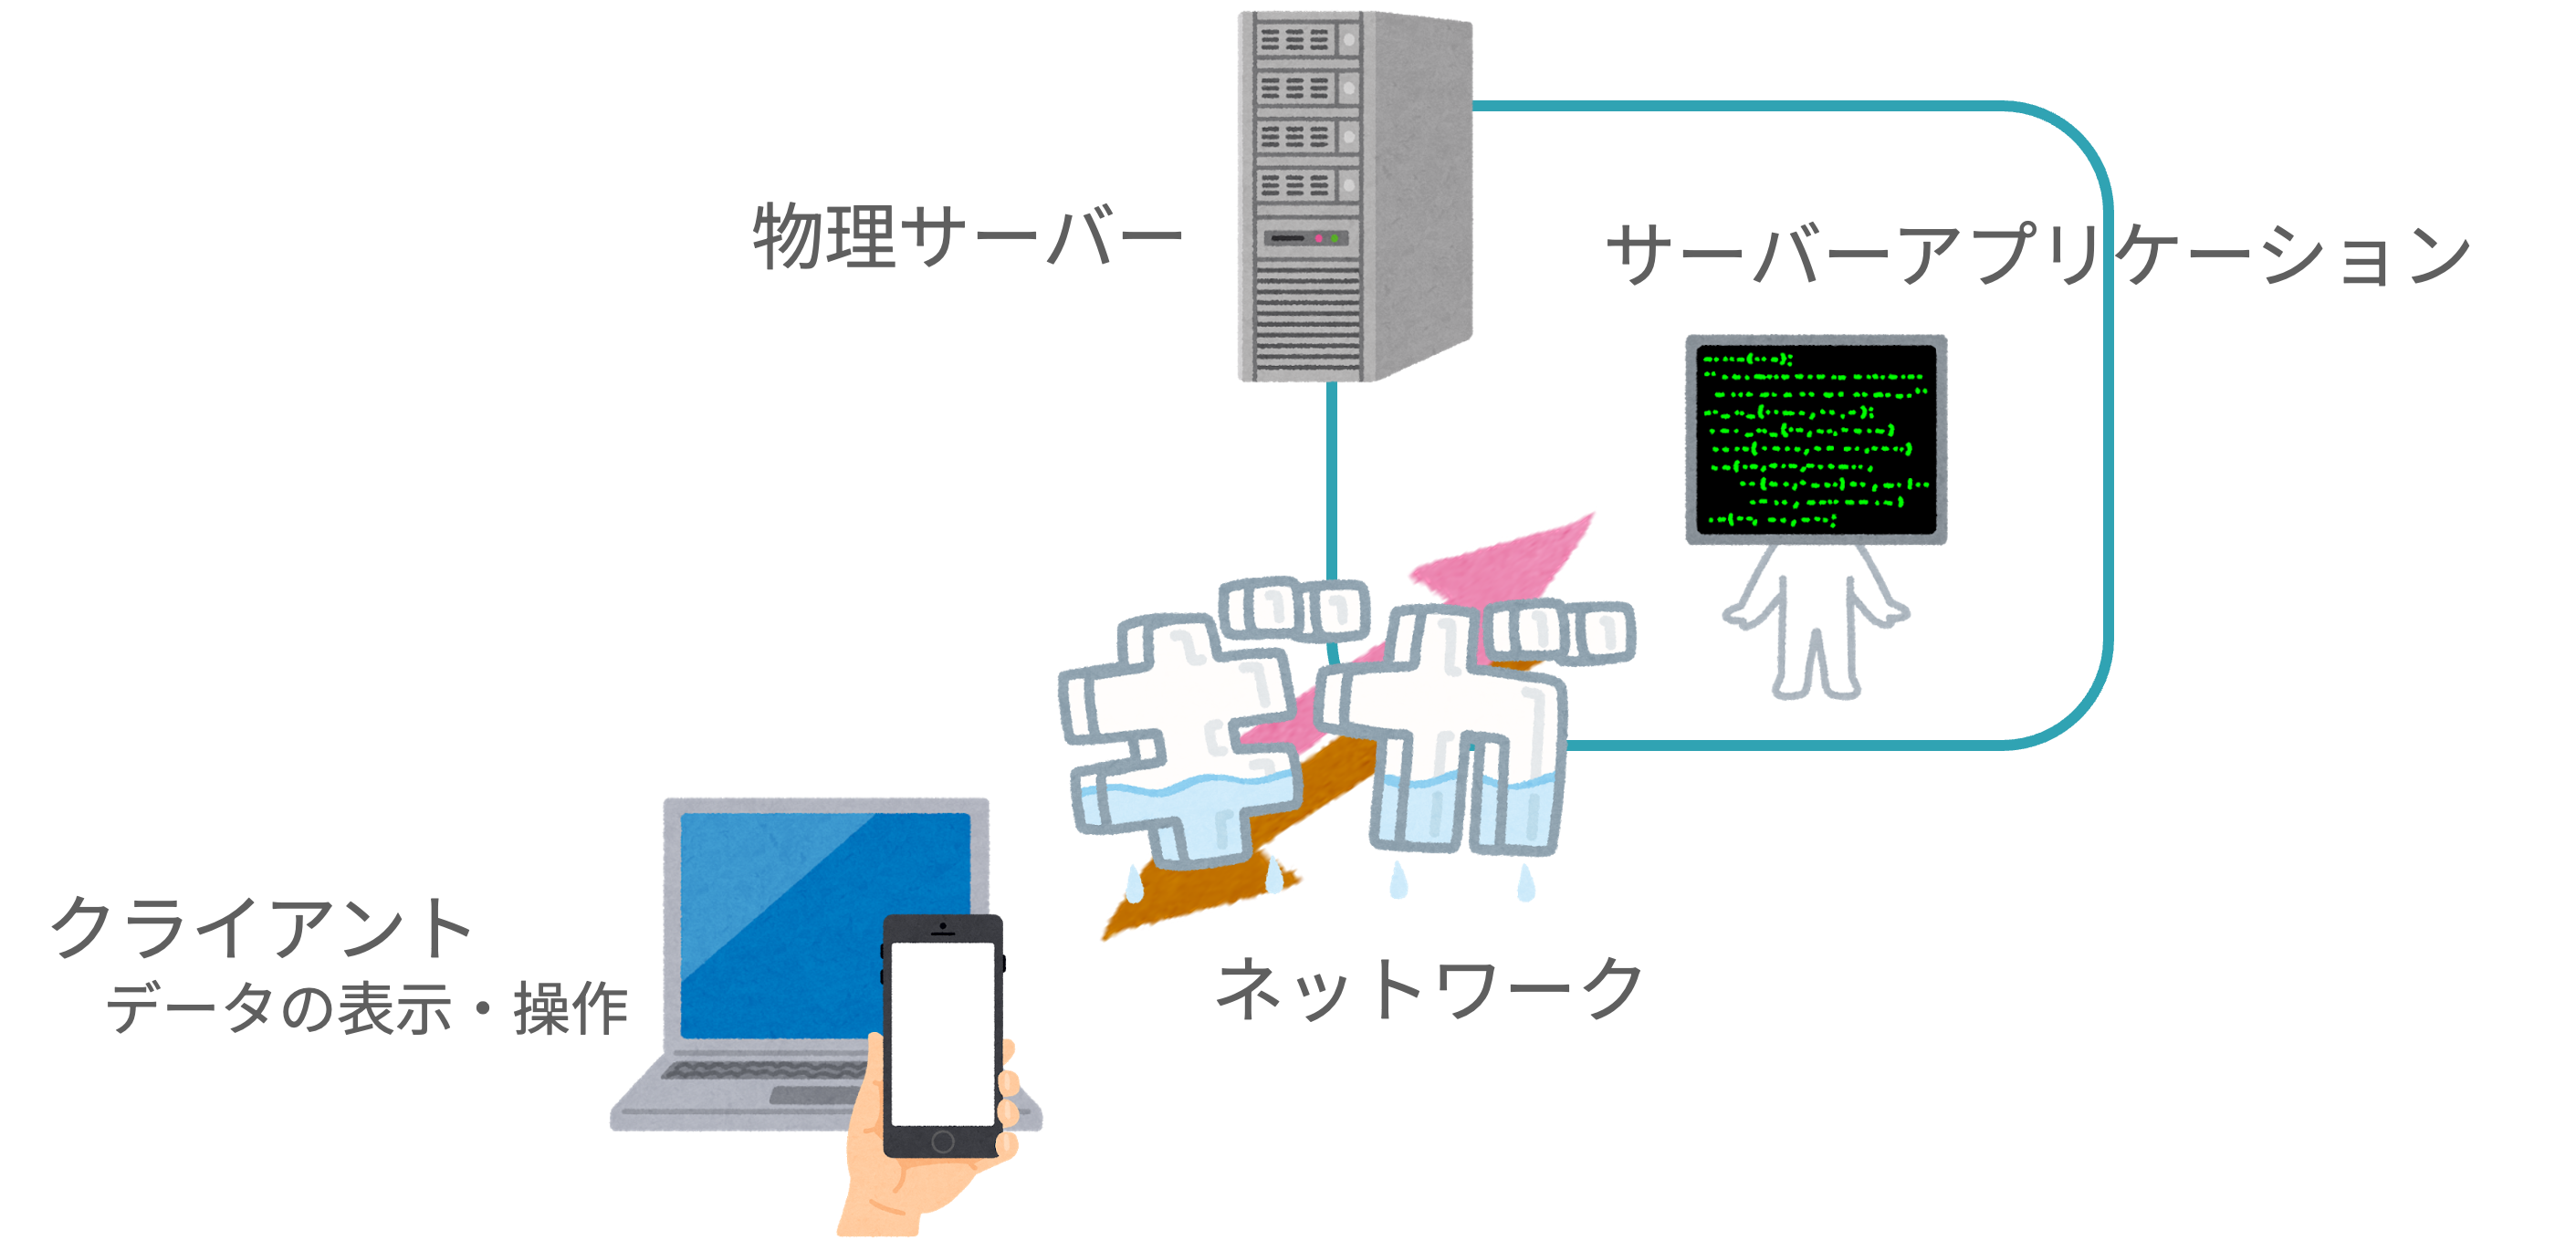 物理サーバー
サーバーアプリケーション
クライアント
データの表示・操作
ネットワーク